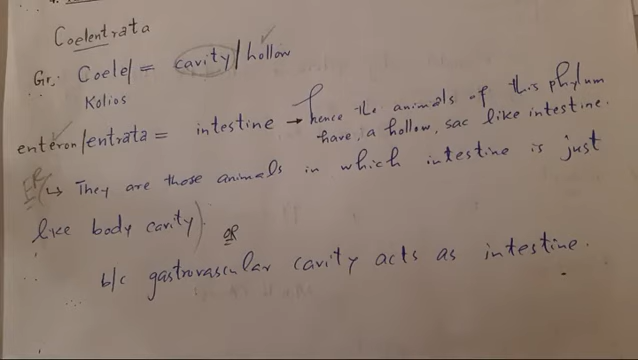 Coelentrata
Gr: Coele/ = cavity/hollow
Kolios
enteron/entrata = intestine → hence the animals of this phylum
have, a hollow, sac like intestine.
↳ They are those animals in which intestine is just
like body cavity)
OR
b/c gastrovascular cavity acts as intestine.